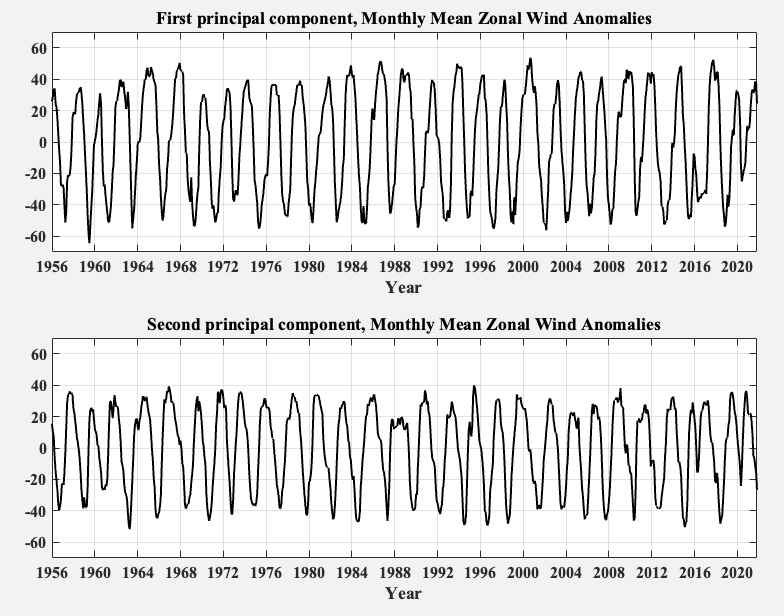 First principal component, Monthly Mean Zonal Wind Anomalies
60
40
20
0
-20
-40
-60
1956 1960 1964 1968 1972 1976 1980 1984 1988 1992 1996 2000 2004 2008 2012 2016 2020
Year
Second principal component, Monthly Mean Zonal Wind Anomalies
60
40
20
0
-20
-40
-60
1956 1960 1964 1968 1972 1976 1980 1984 1988 1992 1996 2000 2004 2008 2012 2016 2020
Year